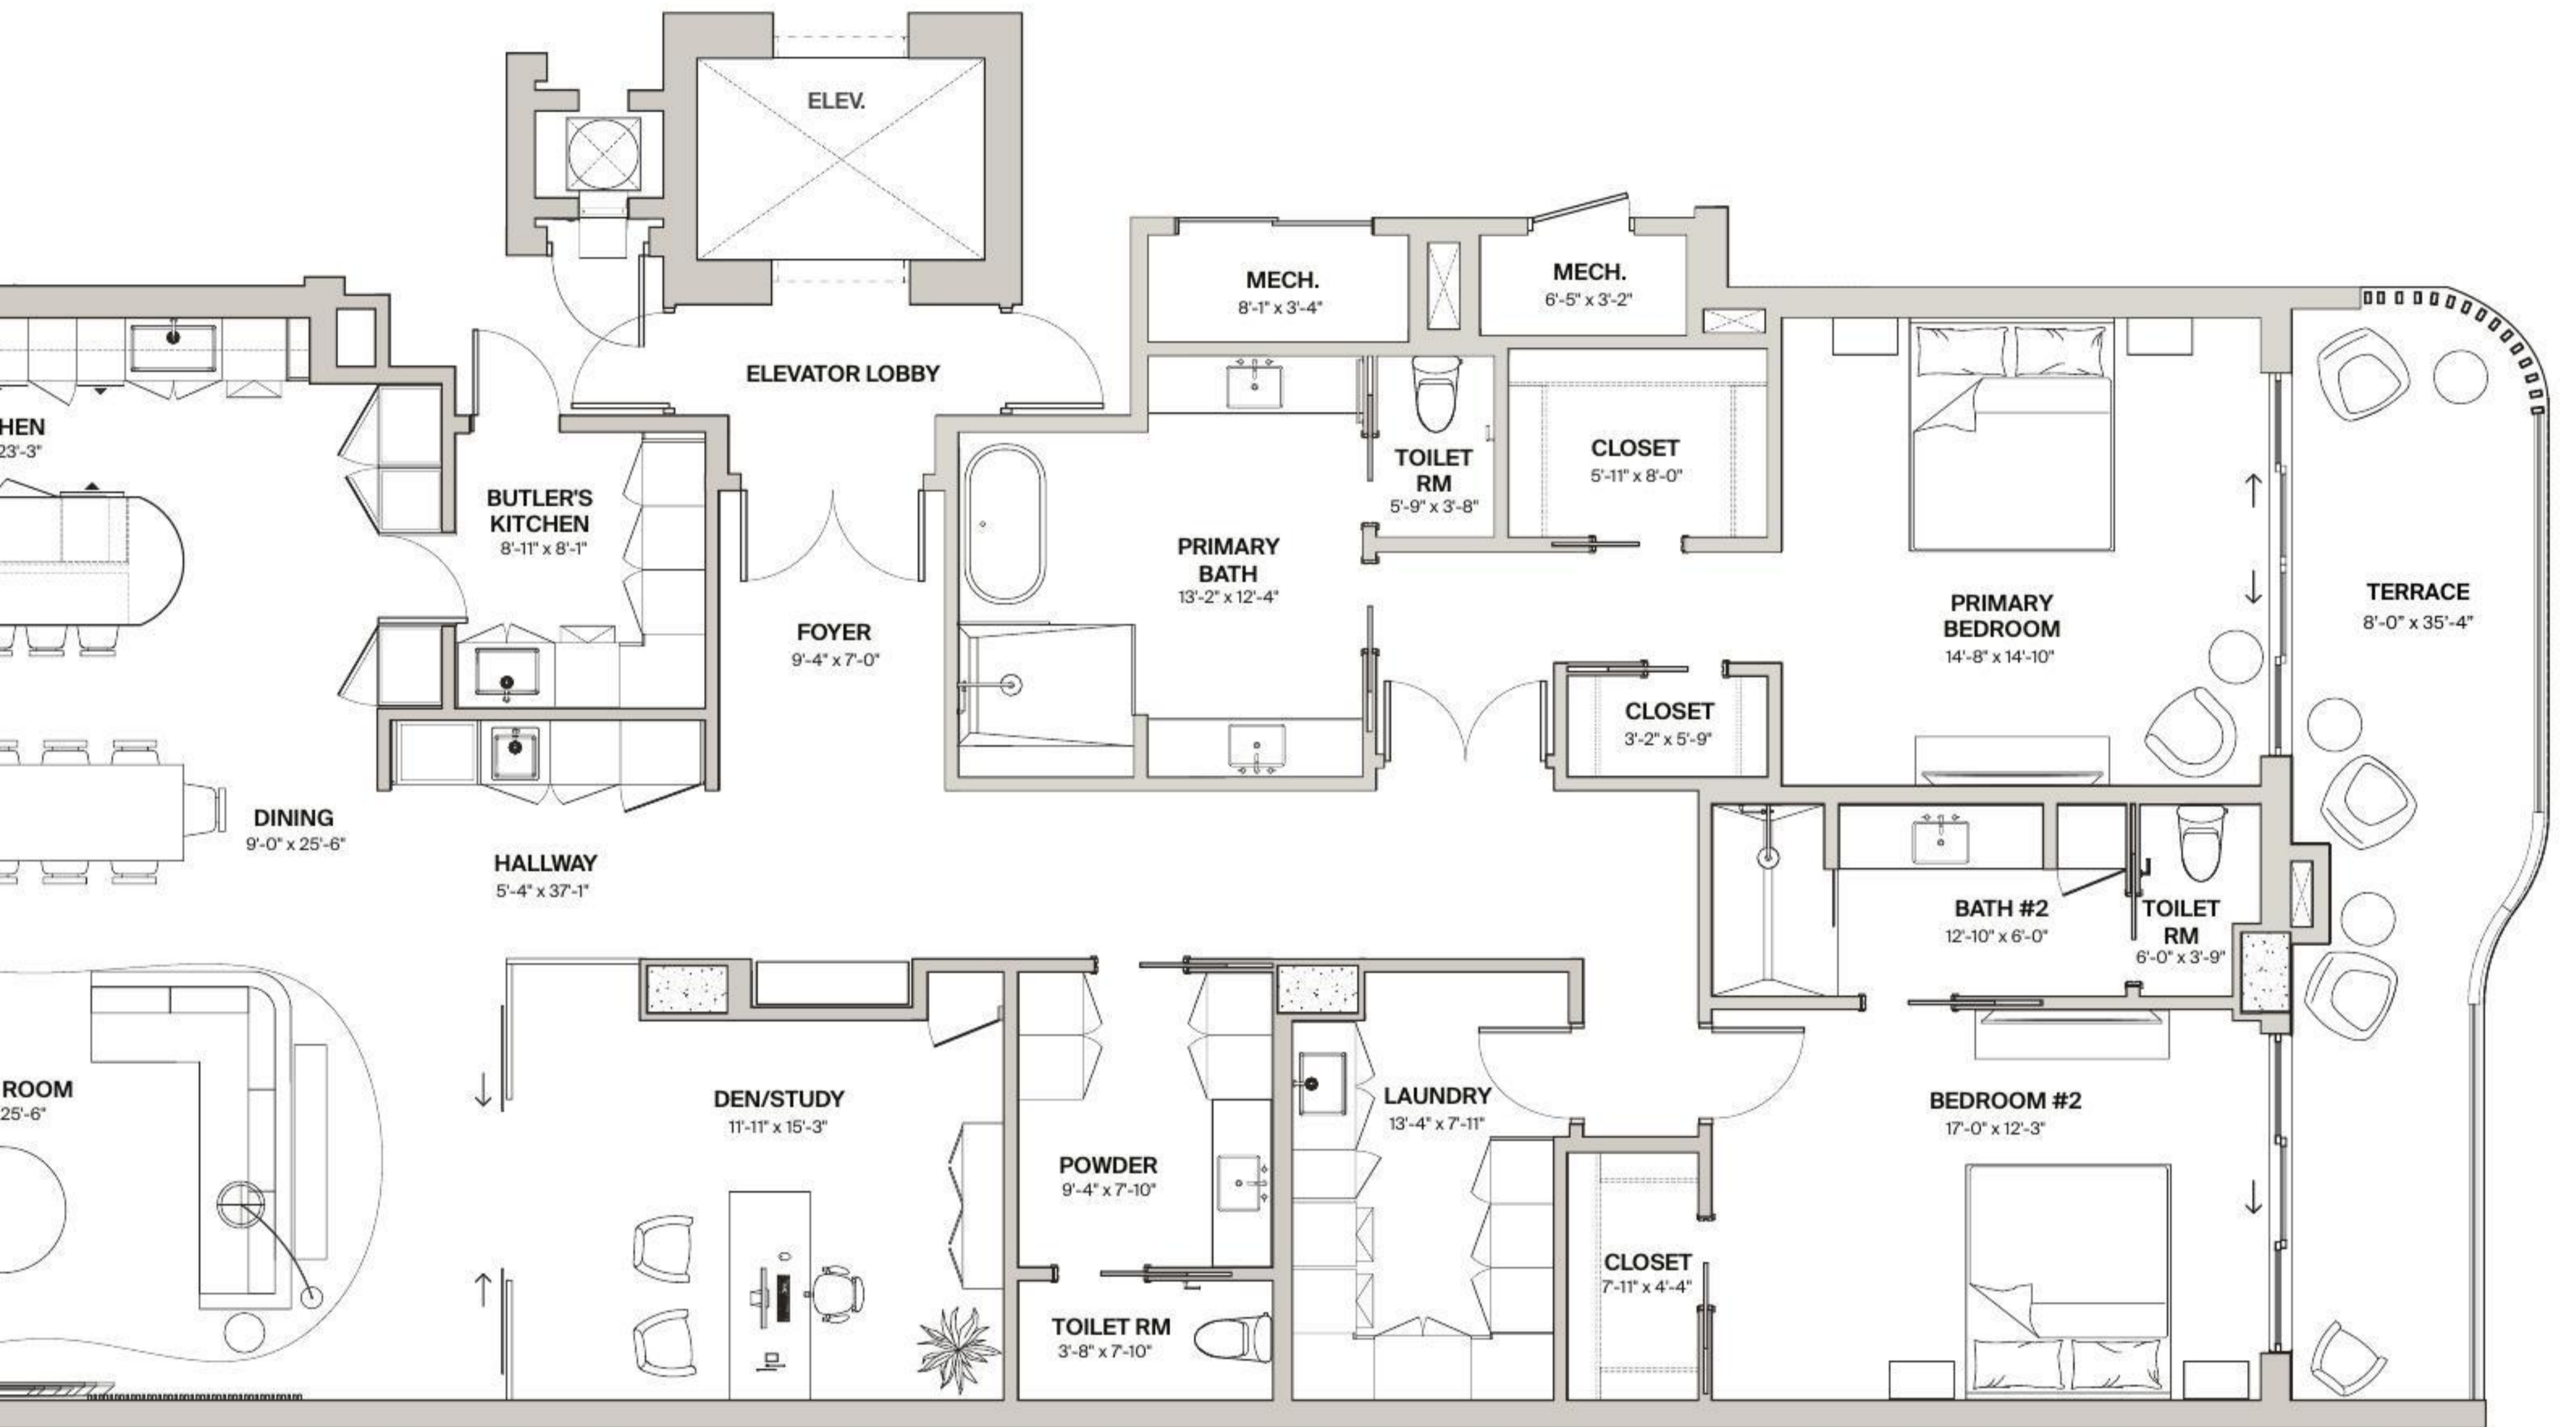 ELEV.
MECH.
8'-1" x 3'-4"
MECH.
6'-5" x 3'-2"
ELEVATOR LOBBY
HEN
23'-3"
BUTLER'S
KITCHEN
8'-11" x 8'-1"
TOILET
RM
5'-9" x 3'-8"
CLOSET
5'-11" x 8'-0"
PRIMARY
BATH
13'-2" x 12'-4"
FOYER
9'-4" x 7'-0"
PRIMARY
BEDROOM
14'-8" x 14'-10"
TERRACE
8'-0" x 35'-4"
CLOSET
3'-2" x 5'-9"
DINING
9'-0" x 25'-6"
HALLWAY
5'-4" x 37'-1"
BATH #2
12'-10" x 6'-0"
TOILET
RM
6'-0" x 3'-9"
ROOM
25'-6"
DEN/STUDY
11'-11" x 15'-3"
POWDER
9'-4" x 7'-10"
LAUNDRY
13'-4" x 7'-11"
BEDROOM #2
17'-0" x 12'-3"
CLOSET
7'-11" x 4'-4"
TOILET RM
3'-8" x 7'-10"